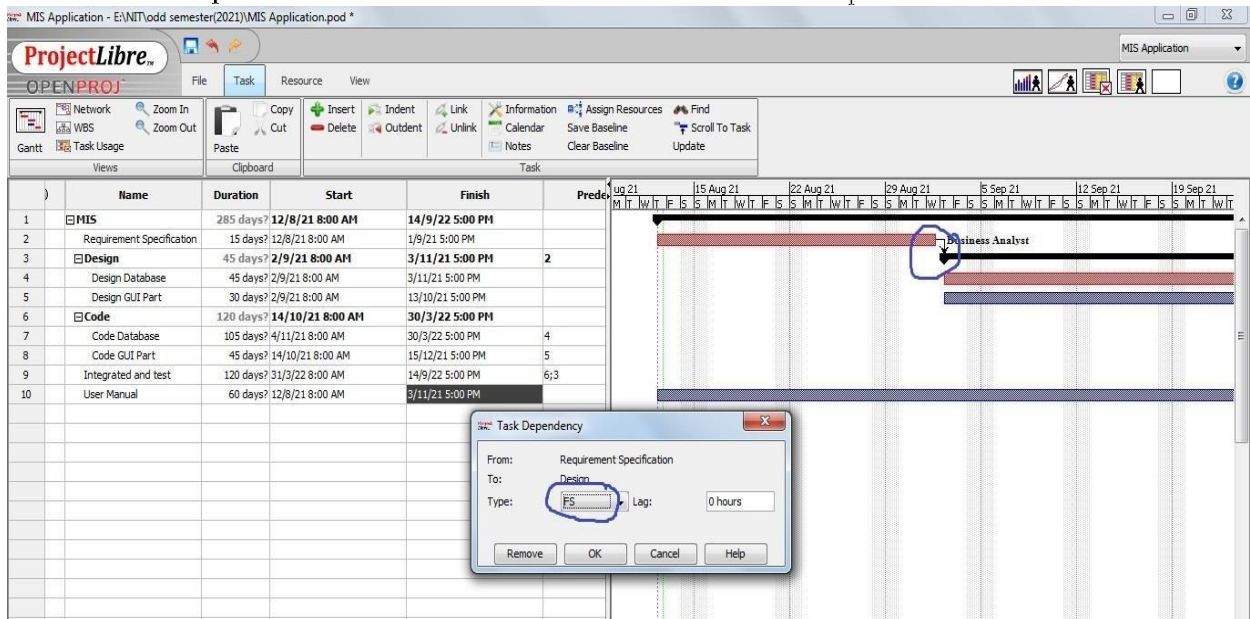 MIS Application - E:\NIT\odd semester(2021)\MIS Application.pod *
ProjectLibre™
OPENPROJ
File Task Resource View
MIS Application
Network Zoom In
WBS Zoom Out
Gantt Task Usage
Views
Copy
Cut
Paste
Clipboard
Insert Indent Link Information Assign Resources Find
Delete Outdent Unlink Calendar Save Baseline Scroll To Task
Notes Clear Baseline Update
Task
Name Duration Start Finish Prede
ug 21 15 Aug 21 22 Aug 21 29 Aug 21 5 Sep 21 12 Sep 21 19 Sep 21
M T W T F S S M T W T F S S M T W T F S S M T W T F S S M T W T F S S M T W T F S S M T W T
1 MIS 285 days? 12/8/21 8:00 AM 14/9/22 5:00 PM
2 Requirement Specification 15 days? 12/8/21 8:00 AM 1/9/21 5:00 PM
Business Analyst
3 Design 45 days? 2/9/21 8:00 AM 3/11/21 5:00 PM 2
4 Design Database 45 days? 2/9/21 8:00 AM 3/11/21 5:00 PM
5 Design GUI Part 30 days? 2/9/21 8:00 AM 13/10/21 5:00 PM
6 Code 120 days? 14/10/21 8:00 AM 30/3/22 5:00 PM
7 Code Database 105 days? 4/11/21 8:00 AM 30/3/22 5:00 PM 4
8 Code GUI Part 45 days? 14/10/21 8:00 AM 15/12/21 5:00 PM 5
9 Integrated and test 120 days? 31/3/22 8:00 AM 14/9/22 5:00 PM 6;3
10 User Manual 60 days? 12/8/21 8:00 AM 3/11/21 5:00 PM
Task Dependency
From: Requirement Specification
To: Design
Type: FS Lag: 0 hours
Remove OK Cancel Help